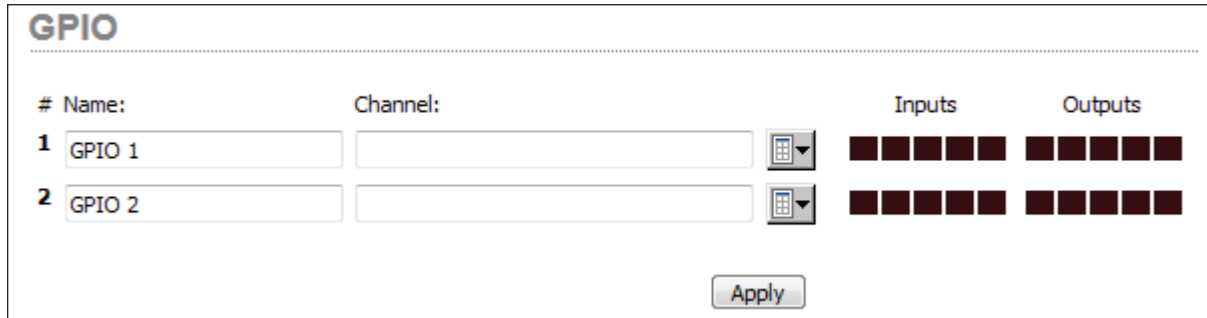 GPIO
# Name: Channel: Inputs Outputs
1 GPIO 1
2 GPIO 2
Apply